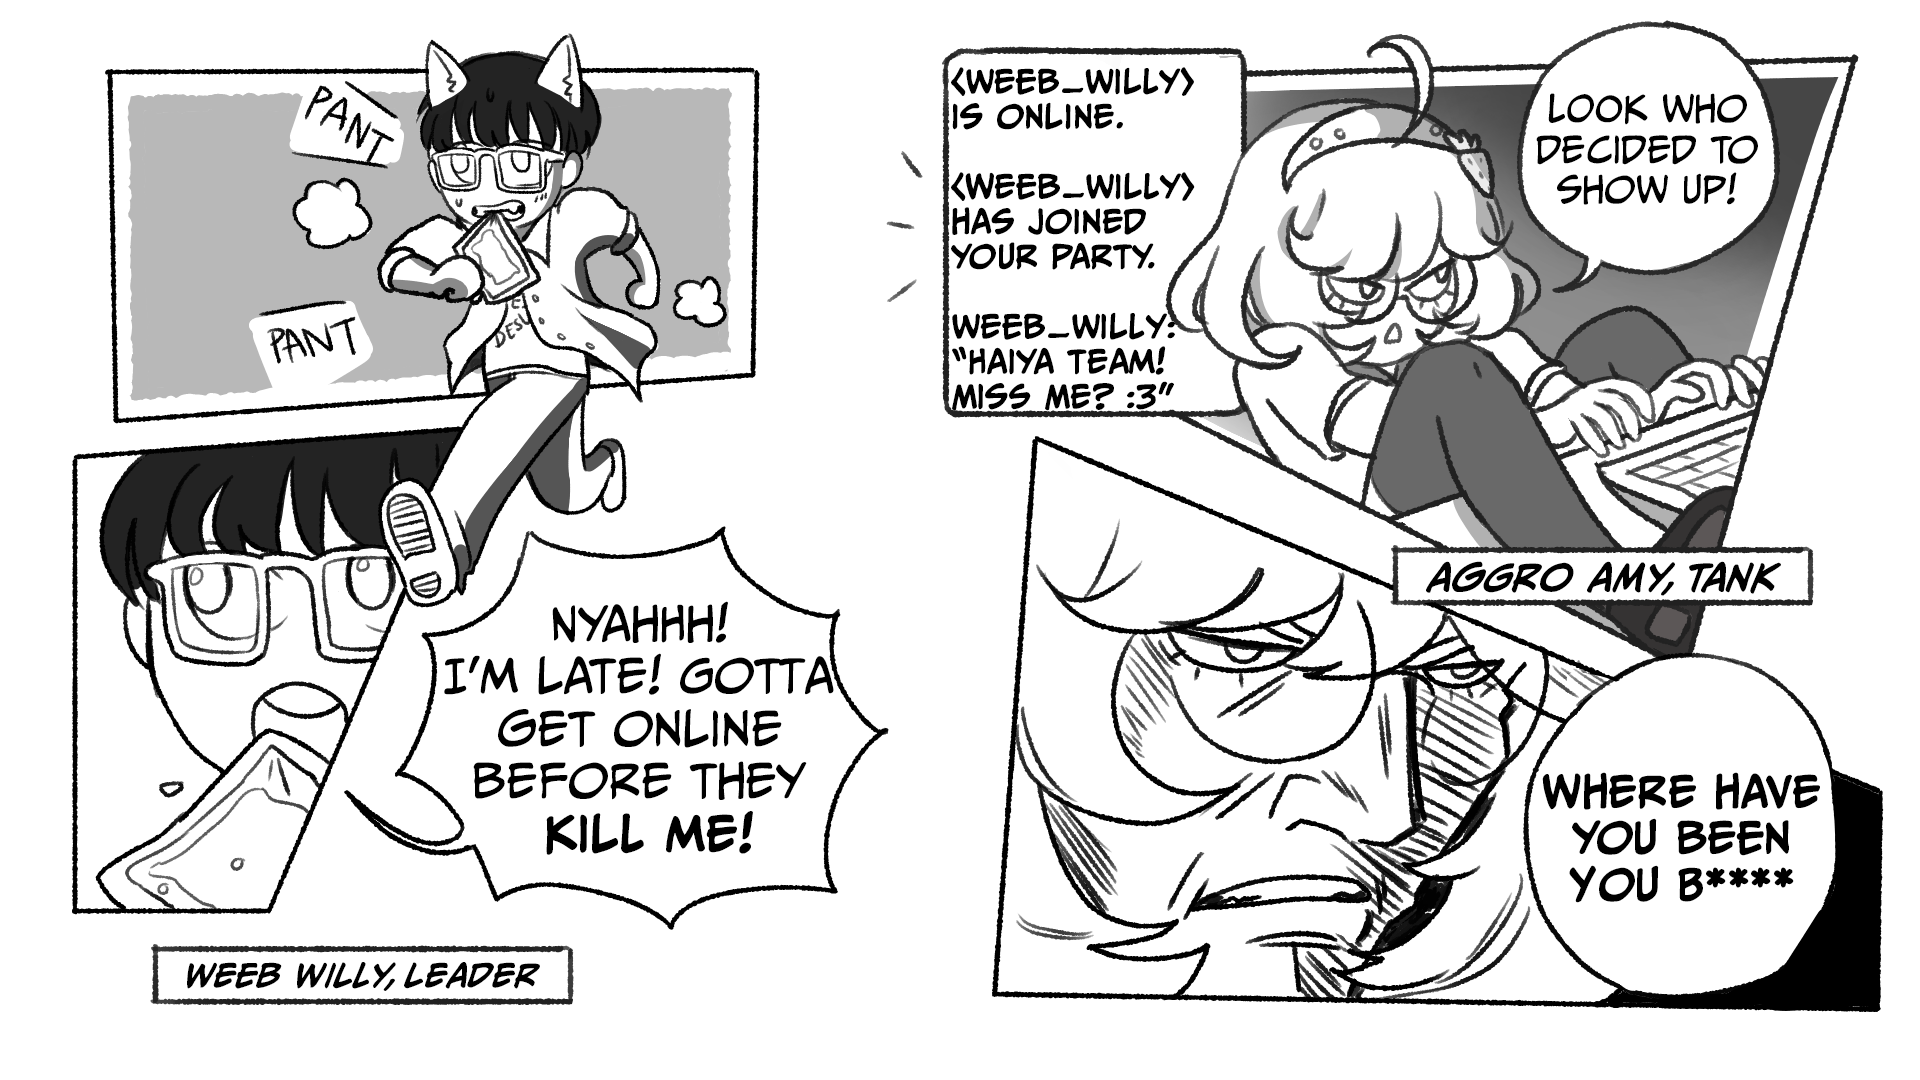 PANT
PANT
DESU
NYAHHH!
I'M LATE! GOTTA
GET ONLINE
BEFORE THEY
KILL ME!
WEEB WILLY, LEADER
<WEEB_WILLY>
IS ONLINE.
<WEEB_WILLY>
HAS JOINED
YOUR PARTY.
WEEB_WILLY:
"HAIYA TEAM!
MISS ME? :3"
LOOK WHO
DECIDED TO
SHOW UP!
AGGRO AMY, TANK
WHERE HAVE
YOU BEEN
YOU B****